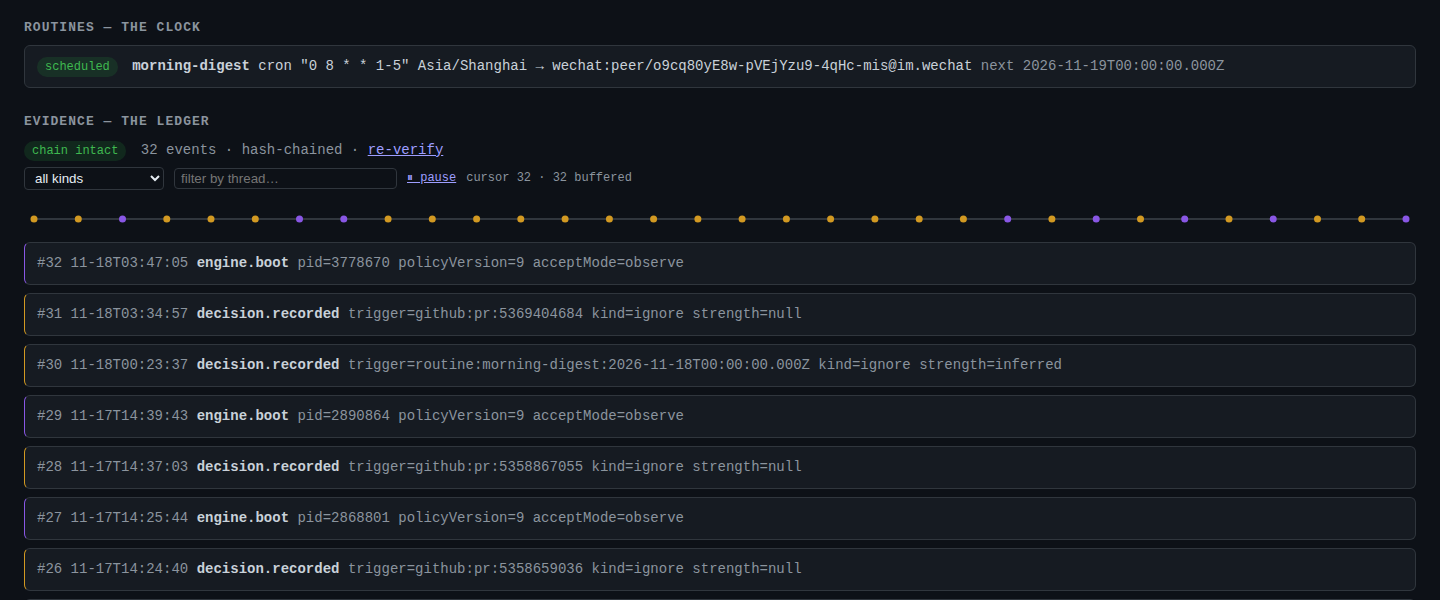 ROUTINES — THE CLOCK
scheduled morning-digest cron "0 8 * * 1-5" Asia/Shanghai → wechat:peer/o9cq80yE8w-pVEjYzu9-4qHc-mis@im.wechat next 2026-11-19T00:00:00.000Z
EVIDENCE — THE LEDGER
chain intact 32 events · hash-chained · re-verify
all kinds filter by thread… ⏸ pause cursor 32 · 32 buffered
#32 11-18T03:47:05 engine.boot pid=3778670 policyVersion=9 acceptMode=observe
#31 11-18T03:34:57 decision.recorded trigger=github:pr:5369404684 kind=ignore strength=null
#30 11-18T00:23:37 decision.recorded trigger=routine:morning-digest:2026-11-18T00:00:00.000Z kind=ignore strength=inferred
#29 11-17T14:39:43 engine.boot pid=2890864 policyVersion=9 acceptMode=observe
#28 11-17T14:37:03 decision.recorded trigger=github:pr:5358867055 kind=ignore strength=null
#27 11-17T14:25:44 engine.boot pid=2868801 policyVersion=9 acceptMode=observe
#26 11-17T14:24:40 decision.recorded trigger=github:pr:5358659036 kind=ignore strength=null